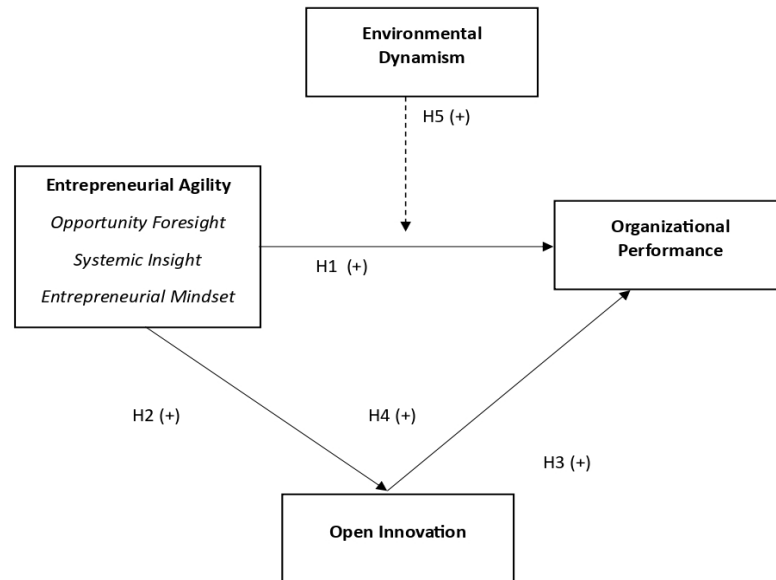 Environmental
Dynamism
H5 (+)
Entrepreneurial Agility
Opportunity Foresight
Systemic Insight
Entrepreneurial Mindset
Organizational
Performance
H1 (+)
H2 (+)
H4 (+)
H3 (+)
Open Innovation